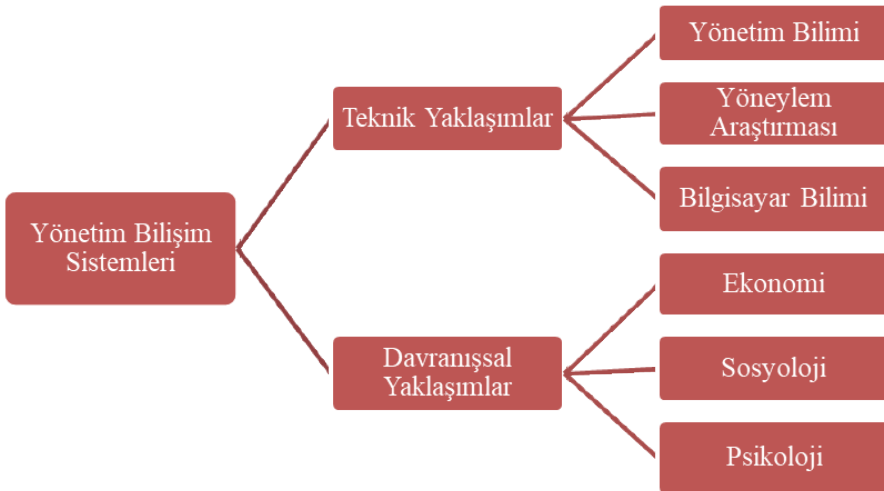 Yönetim Bilişim
Sistemleri
Teknik Yaklaşımlar
Yönetim Bilimi
Yöneylem
Araştırması
Bilgisayar Bilimi
Davranışsal
Yaklaşımlar
Ekonomi
Sosyoloji
Psikoloji